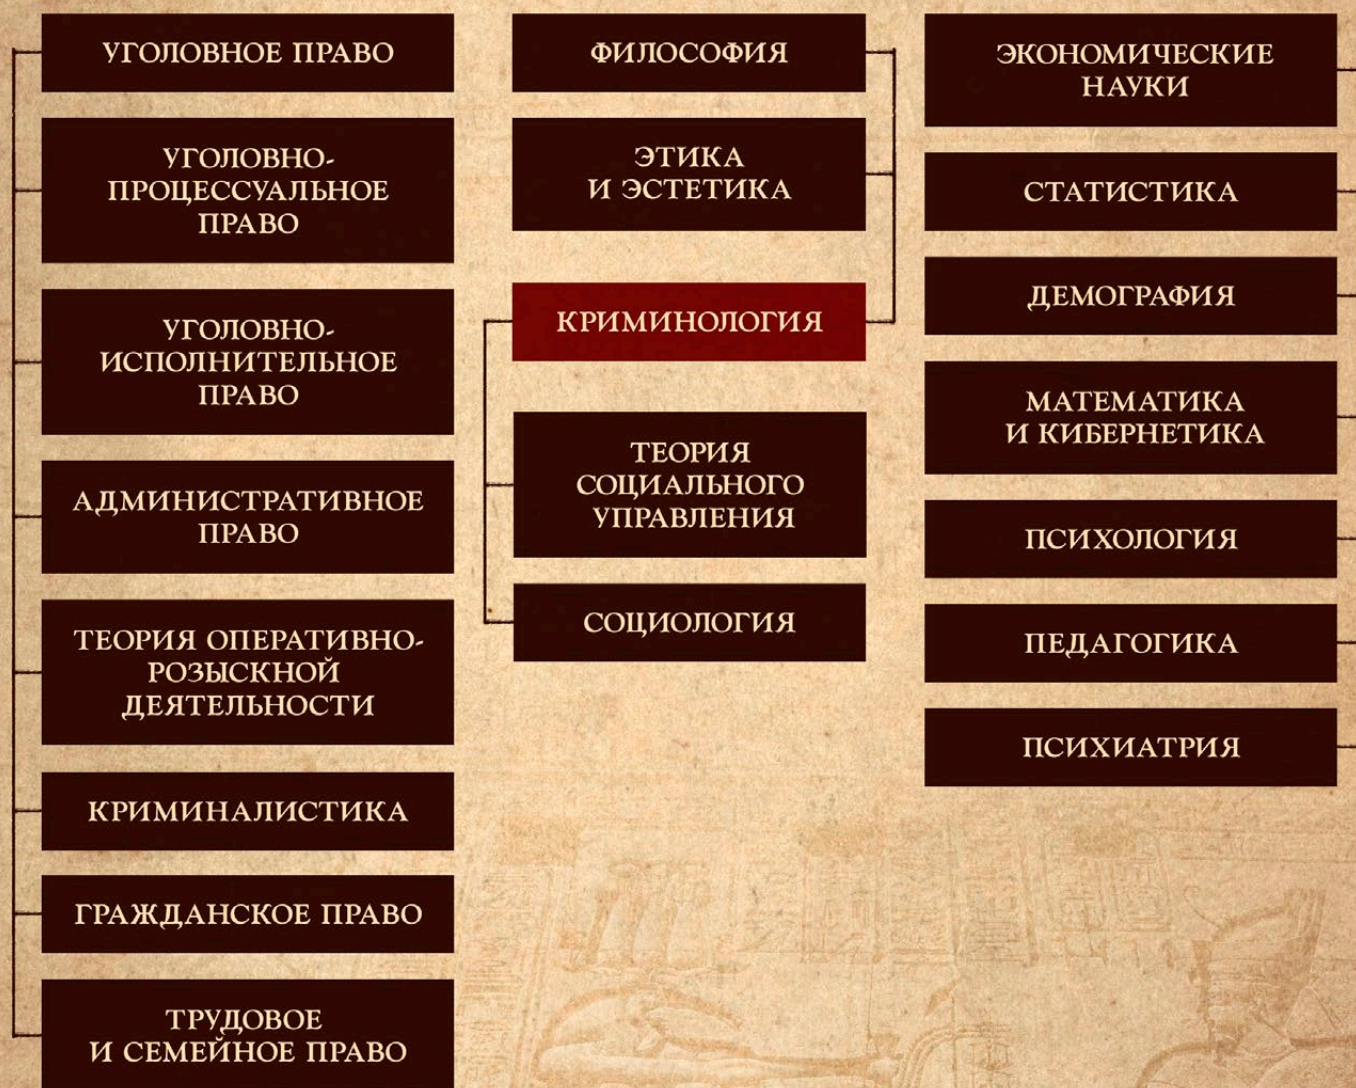 УГОЛОВНОЕ ПРАВО
УГОЛОВНО-
ПРОЦЕССУАЛЬНОЕ
ПРАВО
УГОЛОВНО-
ИСПОЛНИТЕЛЬНОЕ
ПРАВО
АДМИНИСТРАТИВНОЕ
ПРАВО
ТЕОРИЯ ОПЕРАТИВНО-
РОЗЫСКНОЙ
ДЕЯТЕЛЬНОСТИ
КРИМИНАЛИСТИКА
ГРАЖДАНСКОЕ ПРАВО
ТРУДОВОЕ
И СЕМЕЙНОЕ ПРАВО
ФИЛОСОФИЯ
ЭТИКА
И ЭСТЕТИКА
КРИМИНОЛОГИЯ
ТЕОРИЯ
СОЦИАЛЬНОГО
УПРАВЛЕНИЯ
СОЦИОЛОГИЯ
ЭКОНОМИЧЕСКИЕ
НАУКИ
СТАТИСТИКА
ДЕМОГРАФИЯ
МАТЕМАТИКА
И КИБЕРНЕТИКА
ПСИХОЛОГИЯ
ПЕДАГОГИКА
ПСИХИАТРИЯ